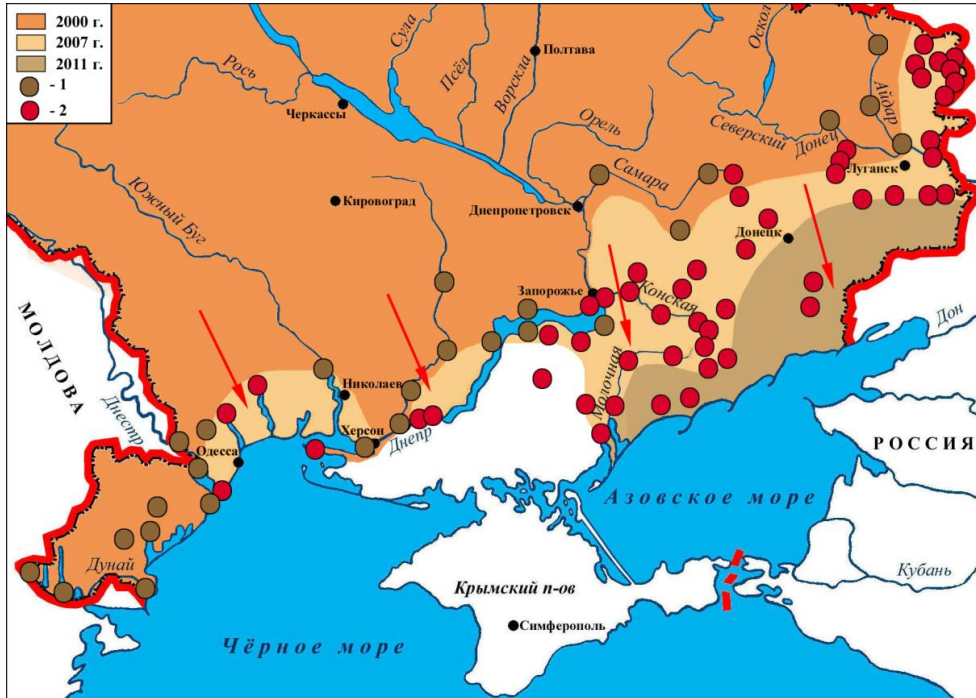 2000 г.
2007 г.
2011 г.
- 1
- 2
Рось
Сула
Псёл
Ворскла
Полтава
Оскол
Айдар
Черкассы
Орель
Северский
Донец
Луганск
Самара
Южный Буг
Кировоград
Днепропетровск
Донецк
Запорожье
Конская
МОЛДОВА
Днестр
Николаев
Молочная
Дон
Херсон
Днепр
Одесса
РОССИЯ
Азовское море
Дунай
Крымский п-ов
Кубань
Симферополь
Чёрное море